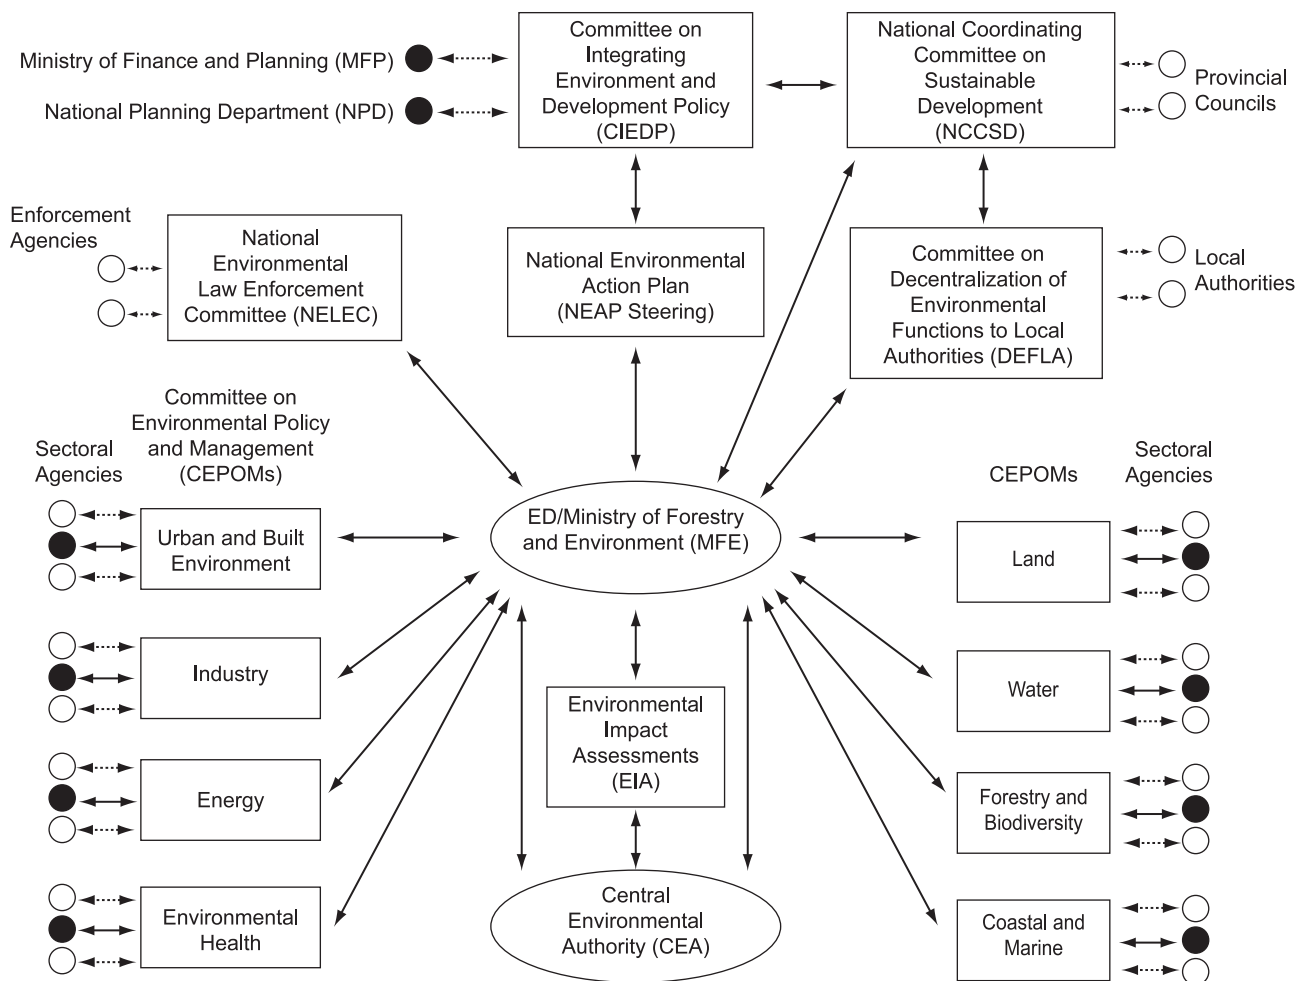 Ministry of Finance and Planning (MFP)
National Planning Department (NPD)
Committee on
Integrating
Environment and
Development Policy
(CIEDP)
National Coordinating
Committee on
Sustainable
Development
(NCCSD)
Provincial
Councils
Enforcement
Agencies
National
Environmental
Law Enforcement
Committee (NELEC)
National Environmental
Action Plan
(NEAP Steering)
Committee on
Decentralization of
Environmental
Functions to Local
Authorities (DEFLA)
Local
Authorities
Sectoral
Agencies
Committee on
Environmental Policy
and Management
(CEPOMs)
CEPOMs
Sectoral
Agencies
ED/Ministry of Forestry
and Environment (MFE)
Urban and Built
Environment
Land
Industry
Water
Environmental
Impact
Assessments
(EIA)
Energy
Forestry and
Biodiversity
Environmental
Health
Central
Environmental
Authority (CEA)
Coastal and
Marine